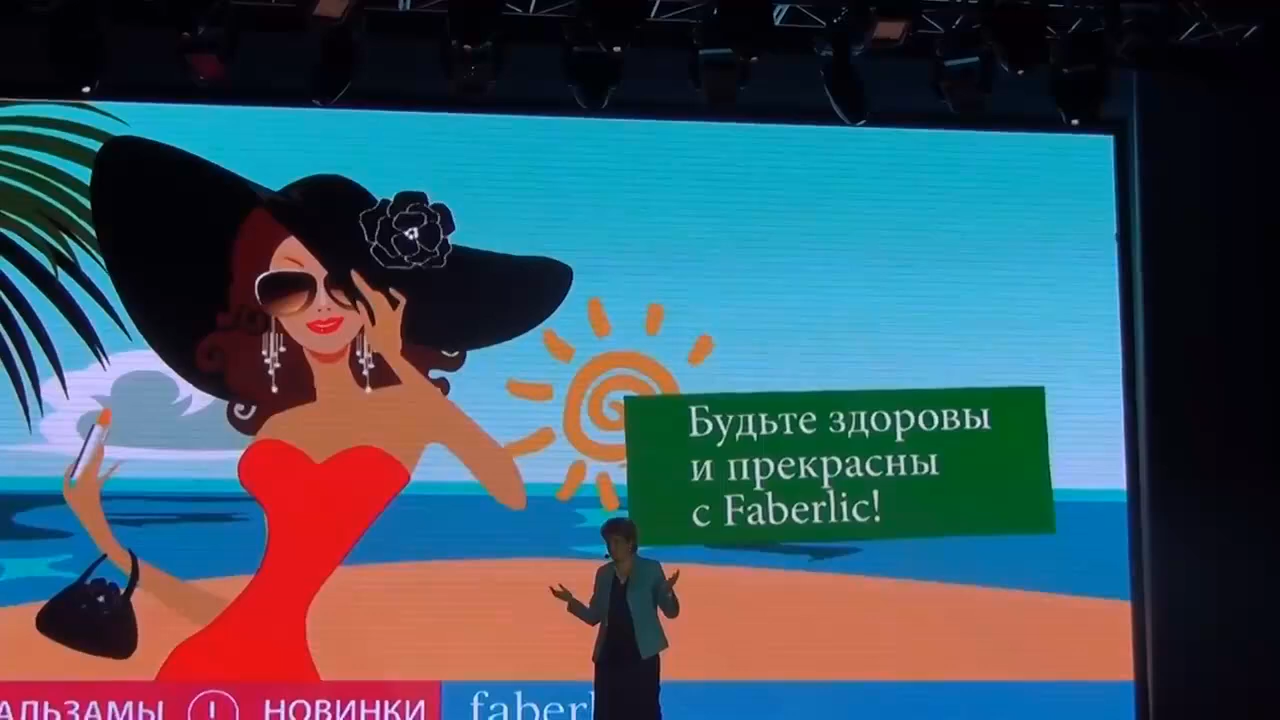 Будьте здоровы
и прекрасны
с Faberlic!
АЛЬЗАМЫ ! НОВИНКИ
faberl